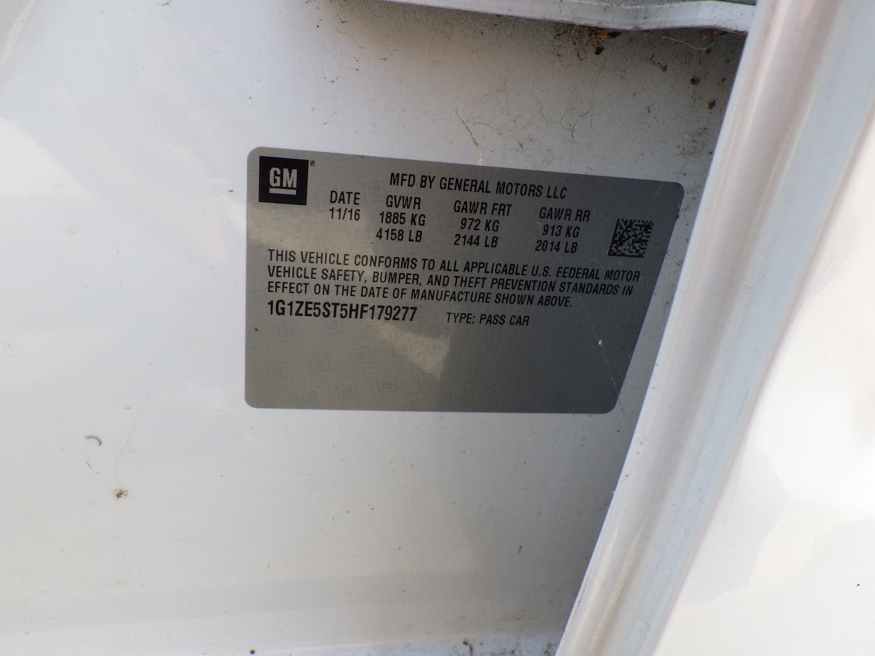 GM ®
MFD BY GENERAL MOTORS LLC
DATE GVWR GAWR FRT GAWR RR
11/16 1885 KG 972 KG 913 KG
4158 LB 2144 LB 2014 LB
THIS VEHICLE CONFORMS TO ALL APPLICABLE U.S. FEDERAL MOTOR
VEHICLE SAFETY, BUMPER, AND THEFT PREVENTION STANDARDS IN
EFFECT ON THE DATE OF MANUFACTURE SHOWN ABOVE.
1G1ZE5ST5HF179277 TYPE: PASS CAR